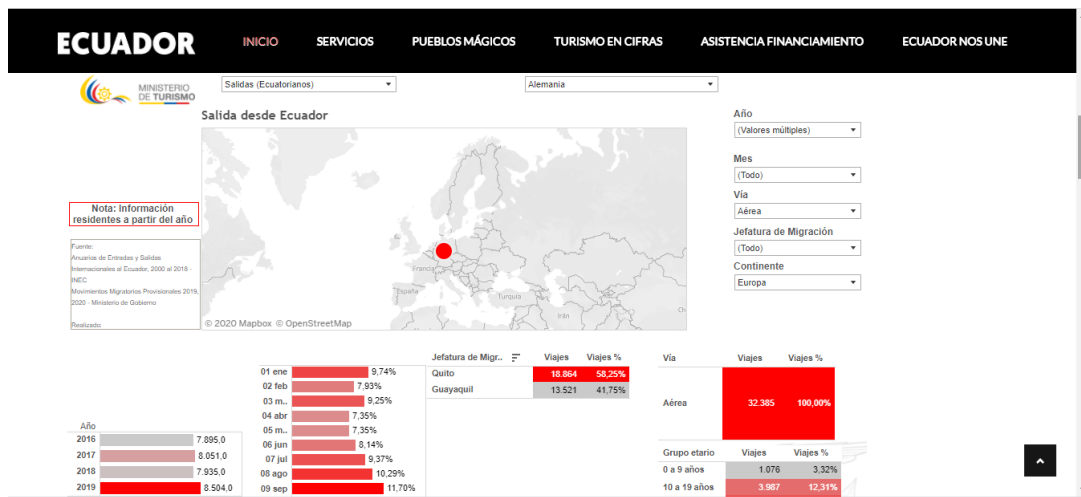 ECUADOR INICIO SERVICIOS PUEBLOS MÁGICOS TURISMO EN CIFRAS ASISTENCIA FINANCIAMIENTO ECUADOR NOS UNE
MINISTERIO
DE TURISMO
Salidas (Ecuatorianos)
Alemania
Salida desde Ecuador
Año
(Valores múltiples)
Mes
(Todo)
Vía
Aérea
Jefatura de Migración
(Todo)
Continente
Europa
Nota: Información
residentes a partir del año
Fuente:
Anuarios de Entradas y Salidas
Internacionales al Ecuador, 2000 al 2018 -
INEC
Movimientos Migratorios Provisionales 2019,
2020 - Ministerio de Gobierno
Realizado:
Francia
España
Turquía
Irán
Ch
© 2020 Mapbox © OpenStreetMap
Año
2016 7.895,0
2017 8.051,0
2018 7.935,0
2019 8.504,0
01 ene 9,74%
02 feb 7,93%
03 m.. 9,25%
04 abr 7,35%
05 m.. 7,35%
06 jun 8,14%
07 jul 9,37%
08 ago 10,29%
09 sep 11,70%
Jefatura de Migr.. Viajes Viajes %
Quito 18.864 58,25%
Guayaquil 13.521 41,75%
Vía Viajes Viajes %
Aérea 32.385 100,00%
Grupo etario Viajes Viajes %
0 a 9 años 1.076 3,32%
10 a 19 años 3.987 12,31%